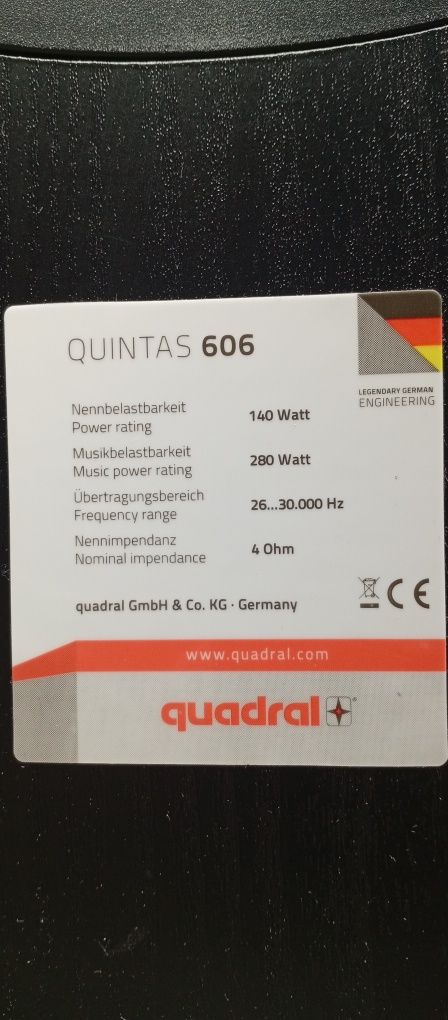 QUINTAS 606
LEGENDARY GERMAN
ENGINEERING
Nennbelastbarkeit
Power rating
140 Watt
Musikbelastbarkeit
Music power rating
280 Watt
Übertragungsbereich
Frequency range
26...30.000 Hz
Nennimpendanz
Nominal impendance
4 Ohm
quadral GmbH & Co. KG · Germany
CE
www.quadral.com
quadral